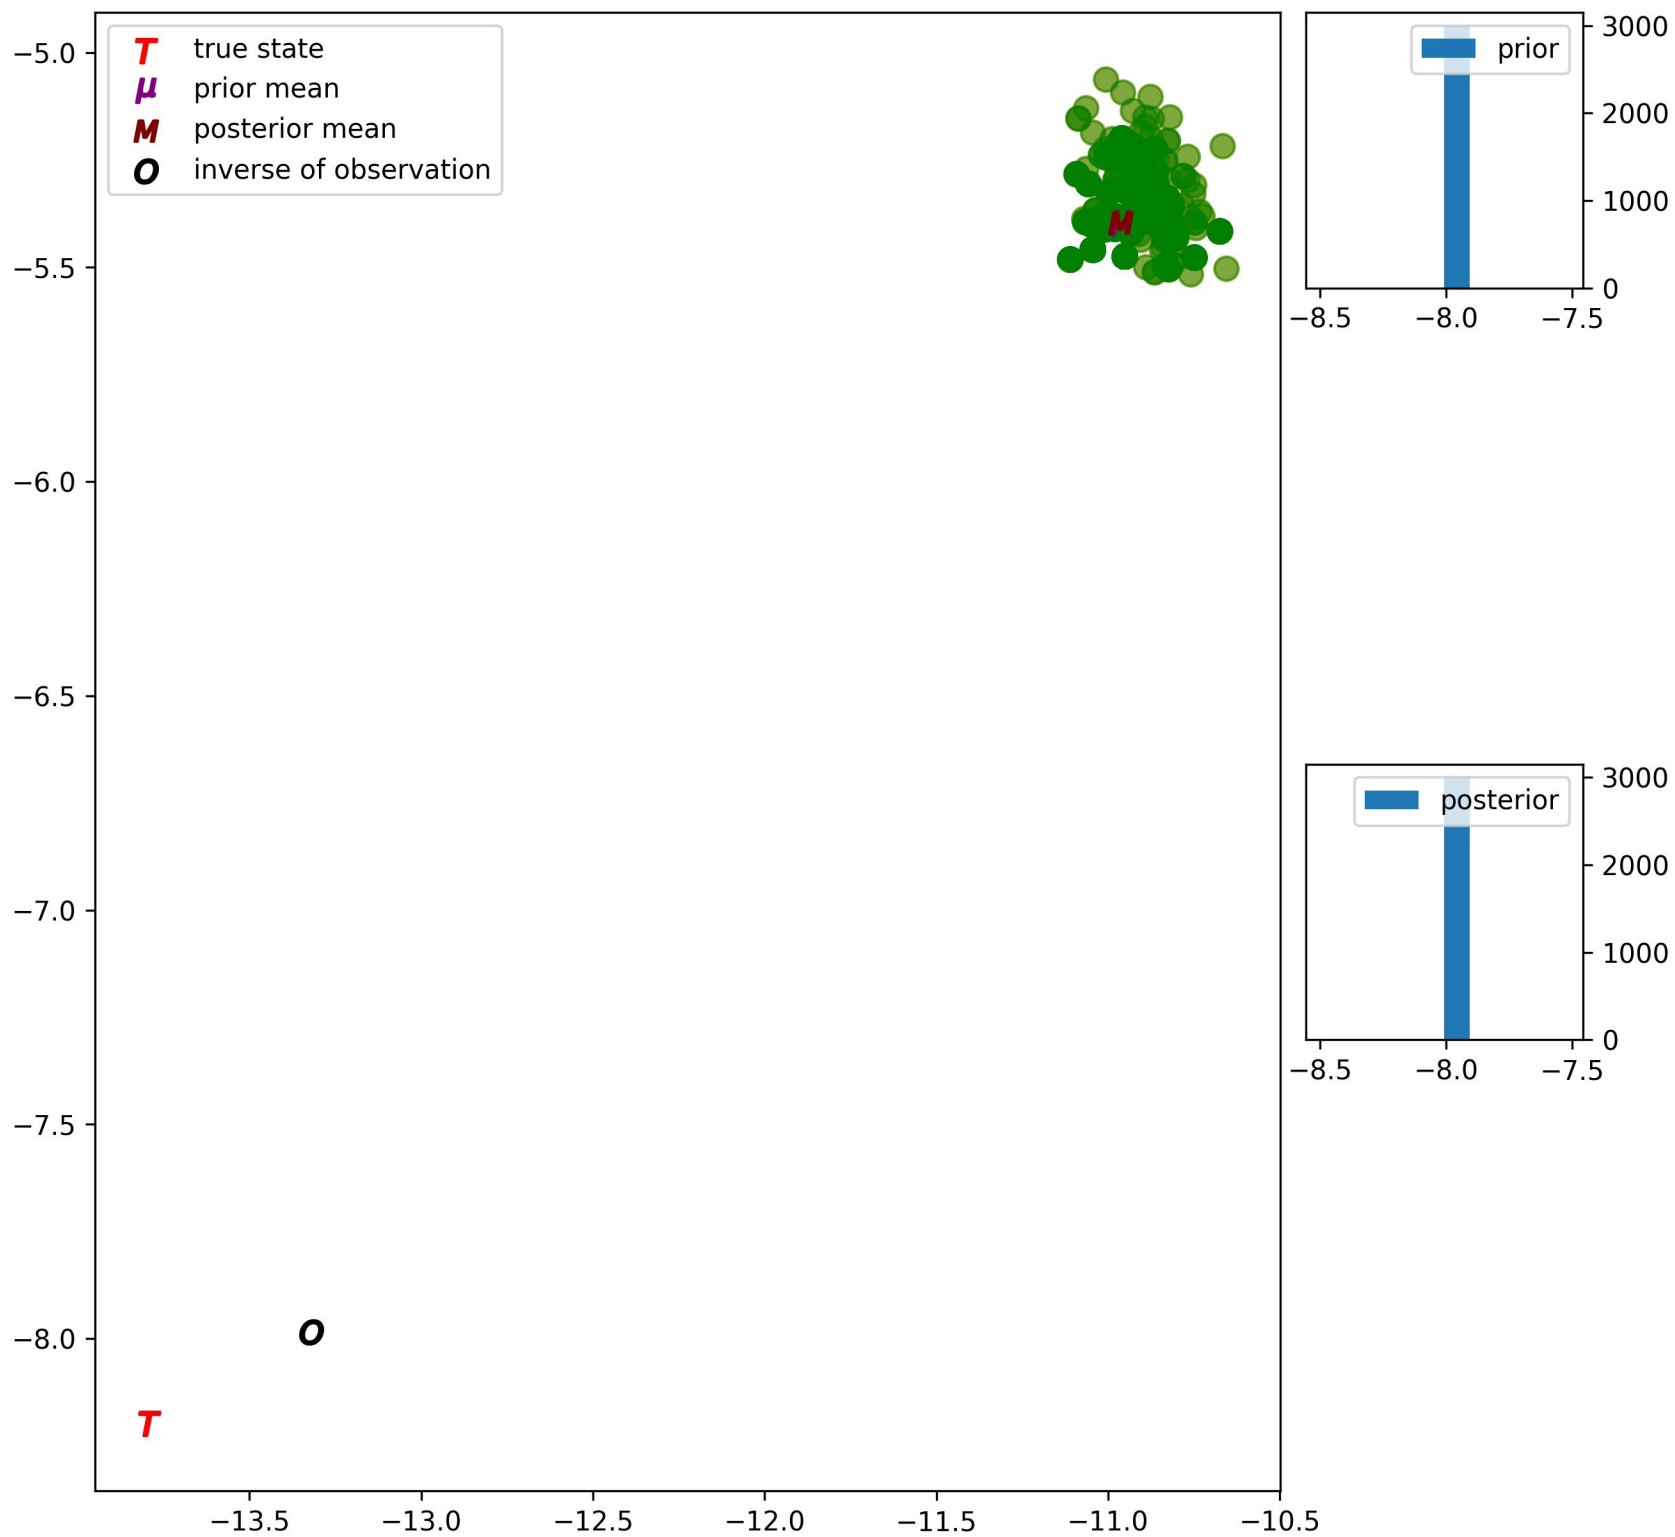 T true state
μ prior mean
M posterior mean
O inverse of observation
−5.0
−5.5
−6.0
−6.5
−7.0
−7.5
−8.0
−13.5 −13.0 −12.5 −12.0 −11.5 −11.0 −10.5
M
O
T
prior
3000
2000
1000
0
−8.5 −8.0 −7.5
posterior
3000
2000
1000
0
−8.5 −8.0 −7.5